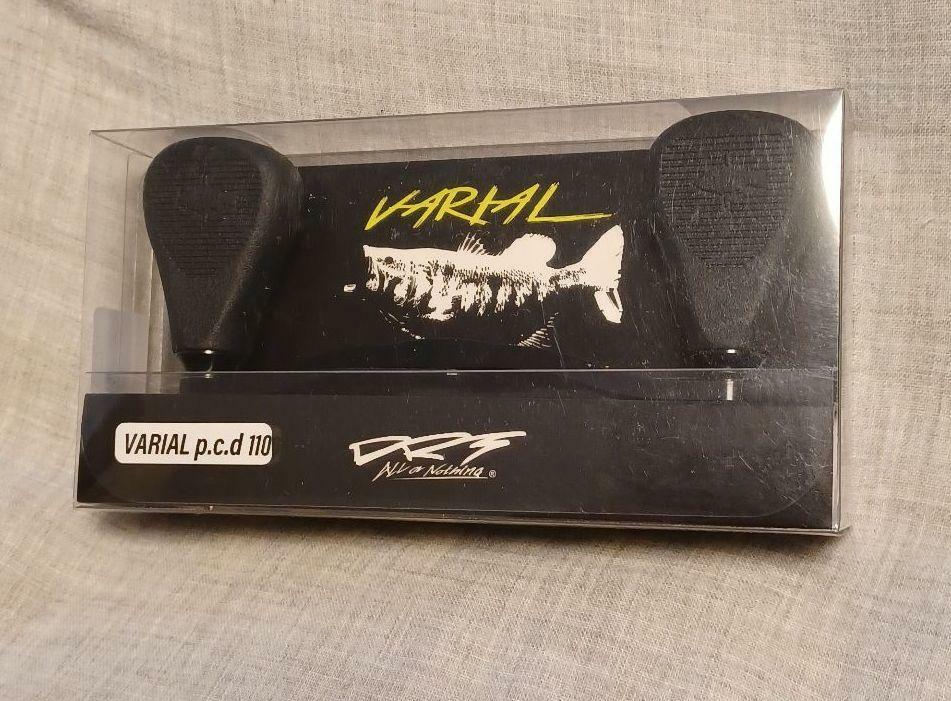 VARIAL
VARIAL p.c.d 110
DRT
ALL or Nothing ®